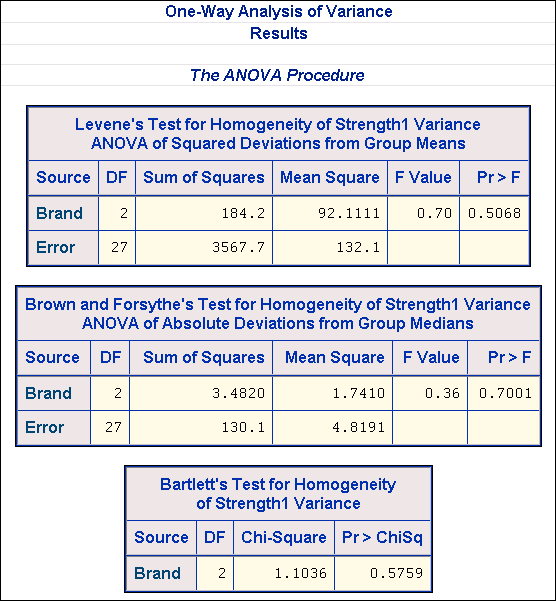 One-Way Analysis of Variance
Results
The ANOVA Procedure
Levene's Test for Homogeneity of Strength1 Variance
ANOVA of Squared Deviations from Group Means
Source DF Sum of Squares Mean Square F Value Pr > F
Brand 2 184.2 92.1111 0.70 0.5068
Error 27 3567.7 132.1
Brown and Forsythe's Test for Homogeneity of Strength1 Variance
ANOVA of Absolute Deviations from Group Medians
Source DF Sum of Squares Mean Square F Value Pr > F
Brand 2 3.4820 1.7410 0.36 0.7001
Error 27 130.1 4.8191
Bartlett's Test for Homogeneity
of Strength1 Variance
Source DF Chi-Square Pr > ChiSq
Brand 2 1.1036 0.5759